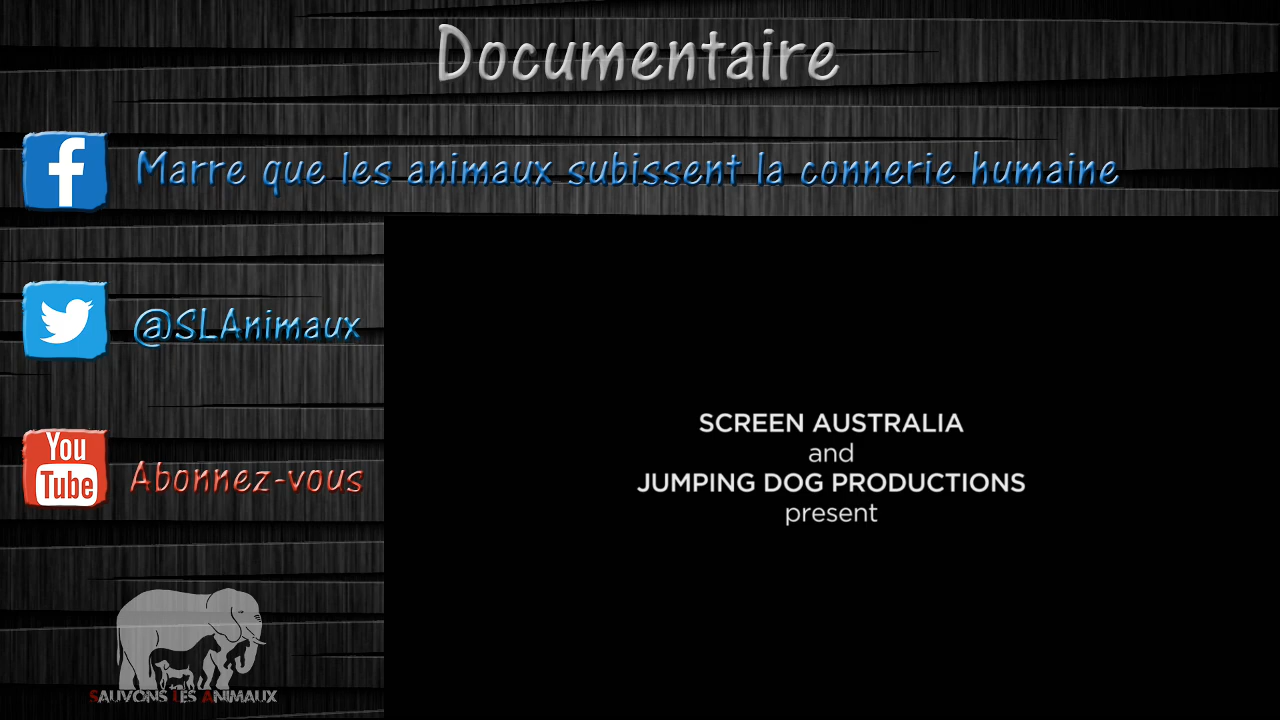 Documentaire
Marre que les animaux subissent la connerie humaine
@SLAnimaux
You
Tube
Abonnez-vous
SCREEN AUSTRALIA
and
JUMPING DOG PRODUCTIONS
present
SAUVONS LES ANIMAUX